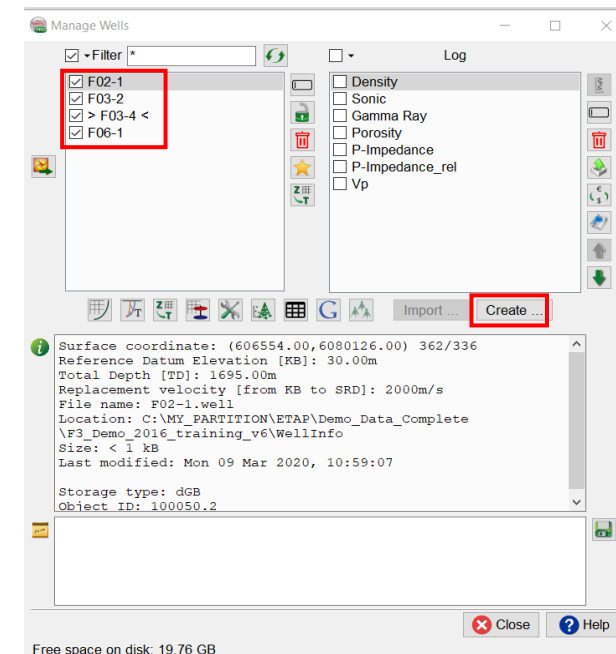 Manage Wells
Filter *
Log
F02-1
F03-2
> F03-4 <
F06-1
Density
Sonic
Gamma Ray
Porosity
P-Impedance
P-Impedance_rel
Vp
Import ...
Create ...
Surface coordinate: (606554.00,6080126.00) 362/336
Reference Datum Elevation [KB]: 30.00m
Total Depth [TD]: 1695.00m
Replacement velocity [from KB to SRD]: 2000m/s
File name: F02-1.well
Location: C:\MY_PARTITION\ETAP\Demo_Data_Complete
\F3_Demo_2016_training_v6\WellInfo
Size: < 1 kB
Last modified: Mon 09 Mar 2020, 10:59:07
Storage type: dGB
Object ID: 100050.2
Close
Help
Free space on disk: 19.76 GB